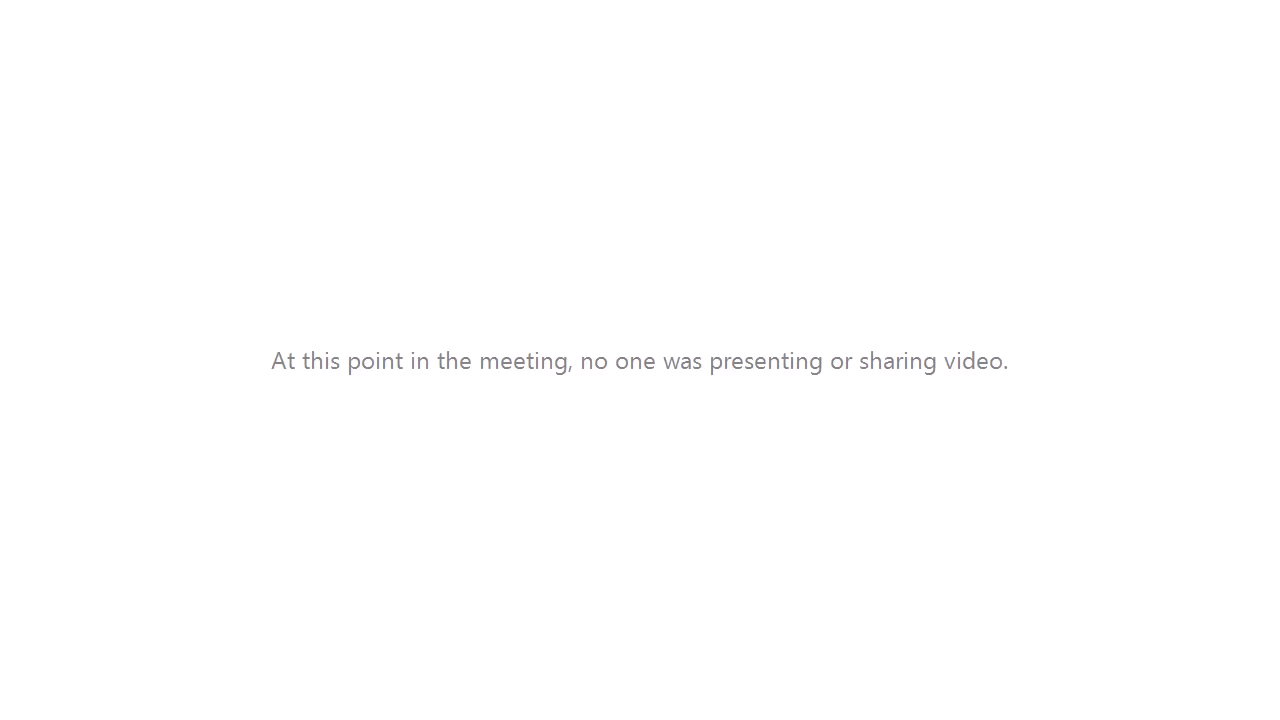 At this point in the meeting, no one was presenting or sharing video.